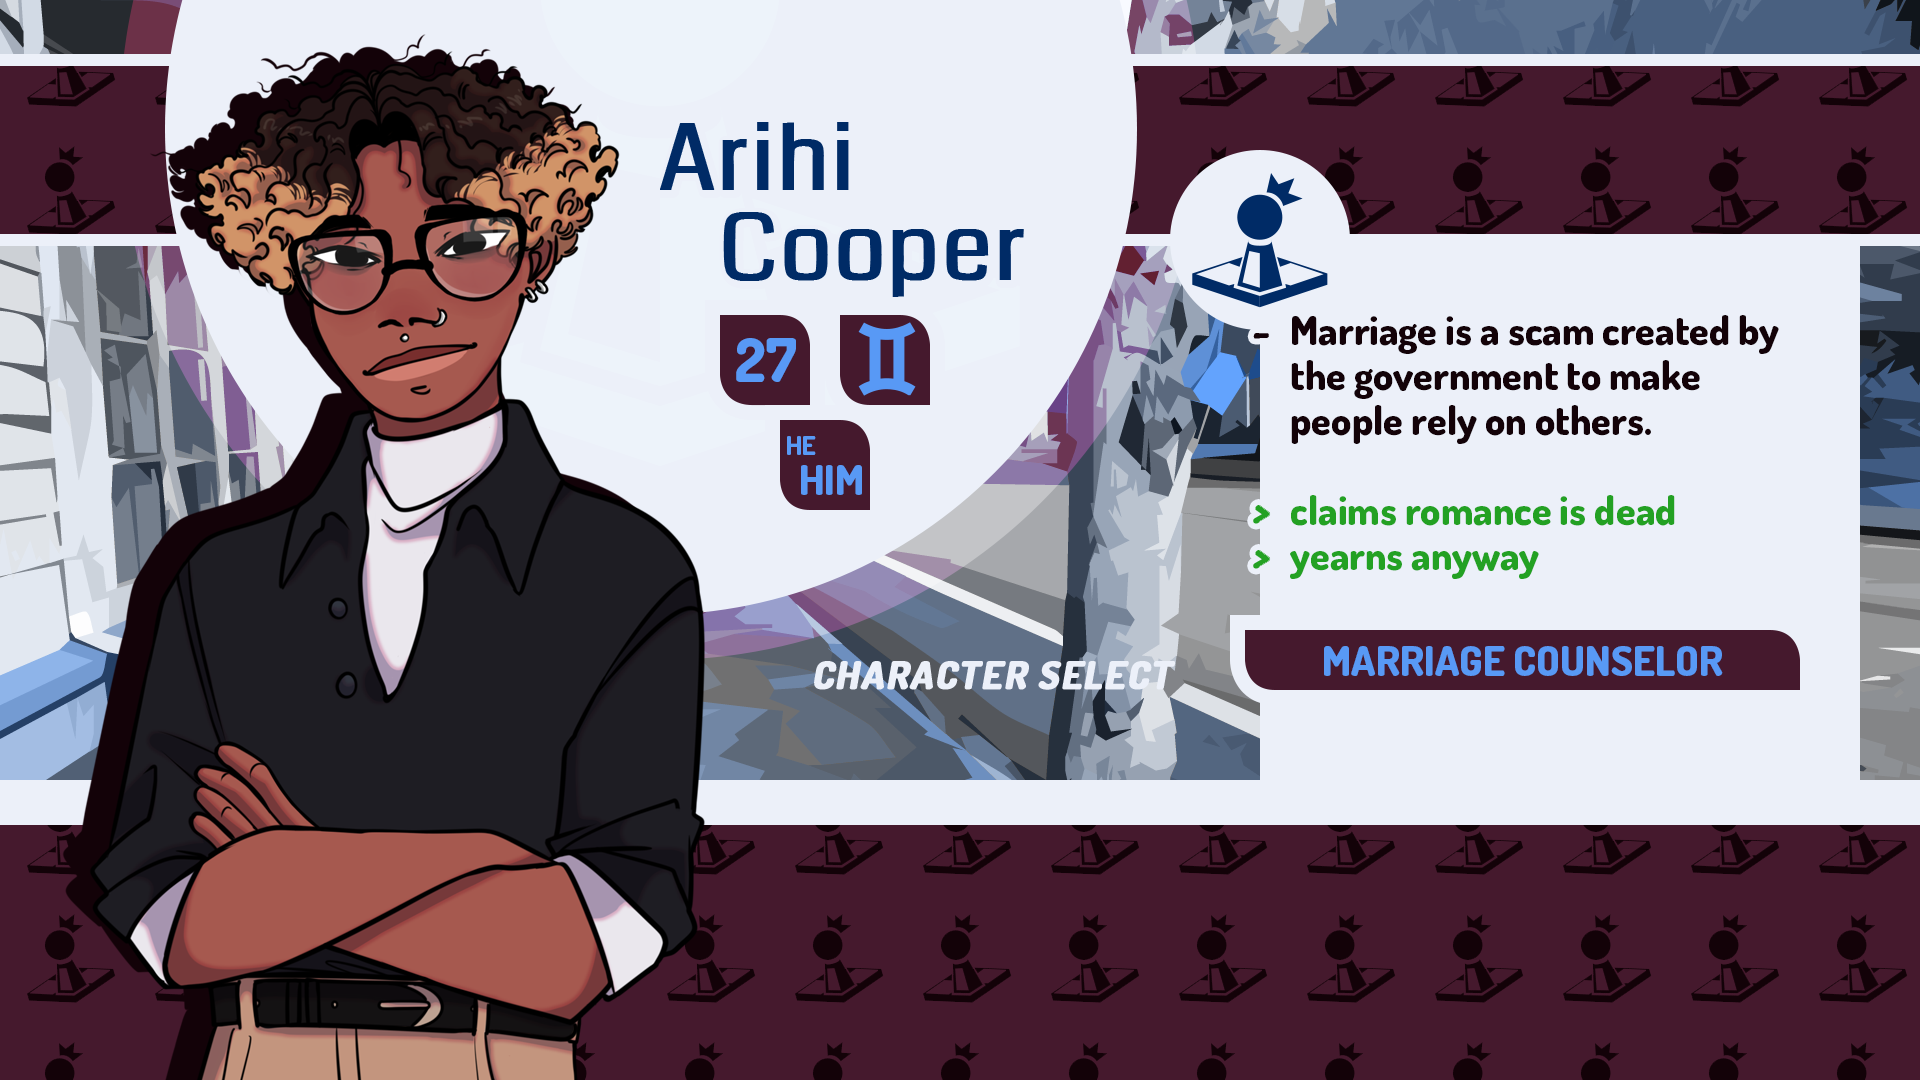 Arihi
Cooper
27
♊
HE
HIM
- Marriage is a scam created by
the government to make
people rely on others.
> claims romance is dead
> yearns anyway
MARRIAGE COUNSELOR
CHARACTER SELECT